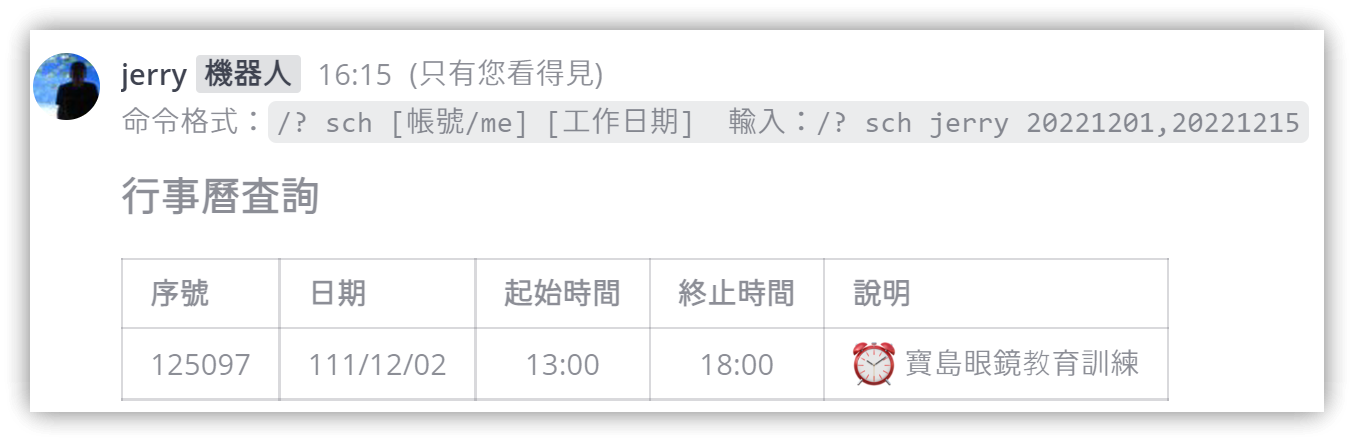 jerry 機器人 16:15 (只有您看得見)
命令格式：/? sch [帳號/me] [工作日期] 輸入：/? sch jerry 20221201,20221215
行事曆查詢
序號 日期 起始時間 終止時間 說明
125097 111/12/02 13:00 18:00 ⏰ 寶島眼鏡教育訓練